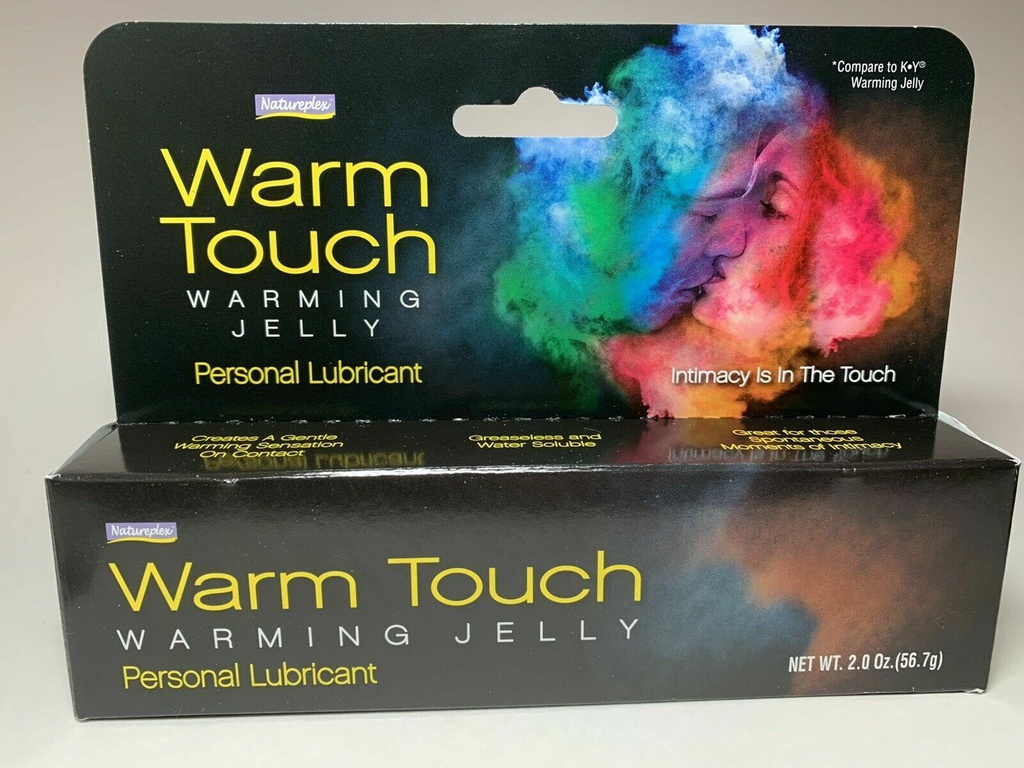 Natureplex
*Compare to K•Y®
Warming Jelly
Warm
Touch
WARMING
JELLY
Personal Lubricant
Intimacy Is In The Touch
Creates A Gentle
Warming Sensation
On Contact
Greaseless and
Water Soluble
Great for those
Spontaneous
Moments of Intimacy
Natureplex
Warm Touch
WARMING JELLY
Personal Lubricant
NET WT. 2.0 Oz.(56.7g)